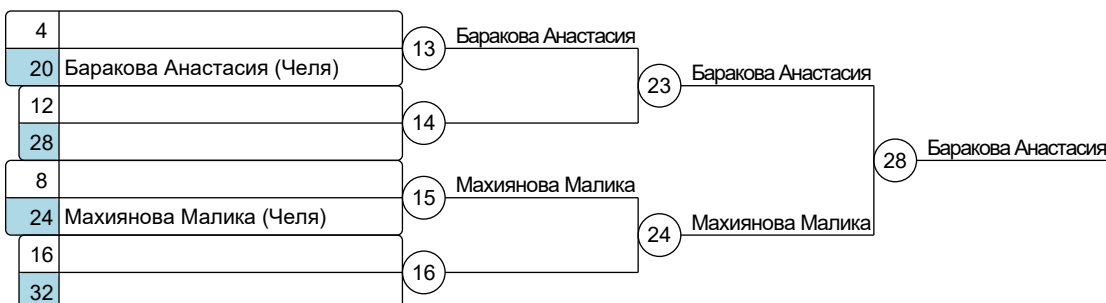 4
13
Баракова Анастасия
20 Баракова Анастасия (Челя)
23
Баракова Анастасия
12
14
28
28
Баракова Анастасия
8
15
Махиянова Малика
24 Махиянова Малика (Челя)
24
Махиянова Малика
16
16
32